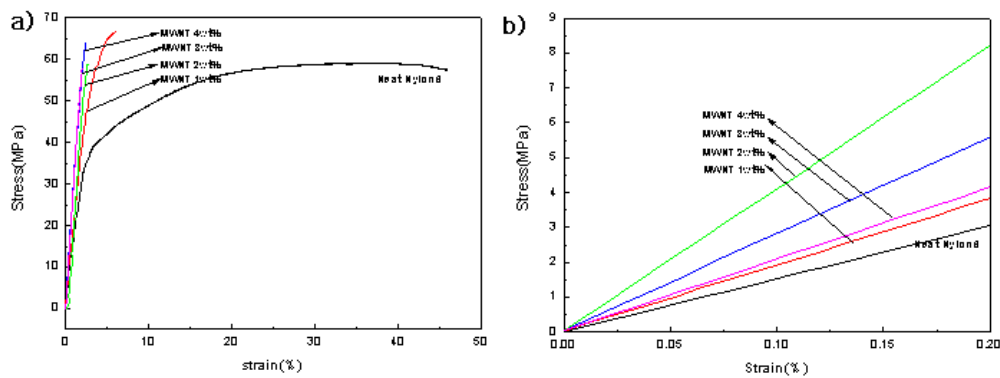 a)
70
60
50
40
30
20
10
0
Stress(MPa)
MWNT 4wt%
MWNT 3wt%
MWNT 2wt%
MWNT 1wt%
Neat Nylon6
0 10 20 30 40 50
strain(%)
b)
9
8
7
6
5
4
3
2
1
0
Stress(MPa)
MWNT 4wt%
MWNT 3wt%
MWNT 2wt%
MWNT 1wt%
Neat Nylon6
0.00 0.05 0.10 0.15 0.20
Strain(%)